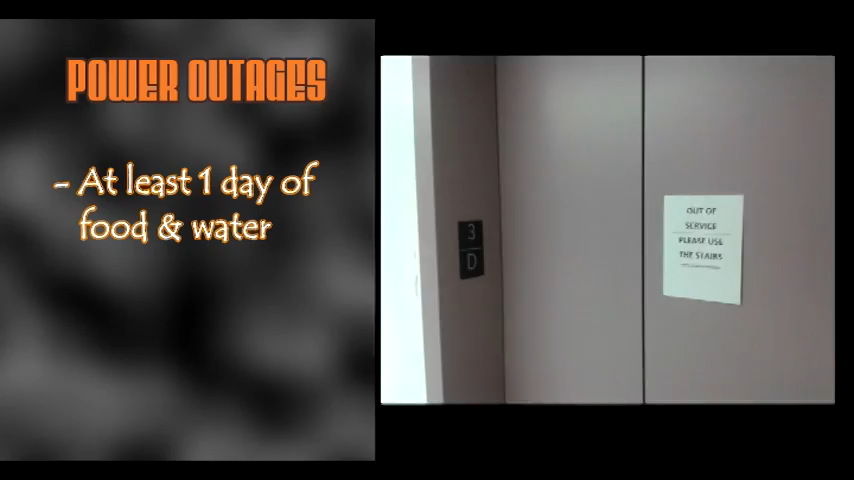 POWER OUTAGES
- At least 1 day of
food & water
3
D
OUT OF
SERVICE
PLEASE USE
THE STAIRS